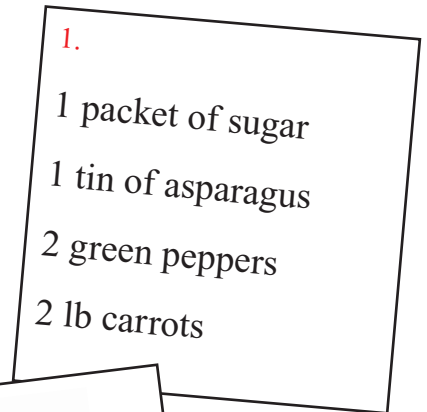 1.
1 packet of sugar
1 tin of asparagus
2 green peppers
2 lb carrots